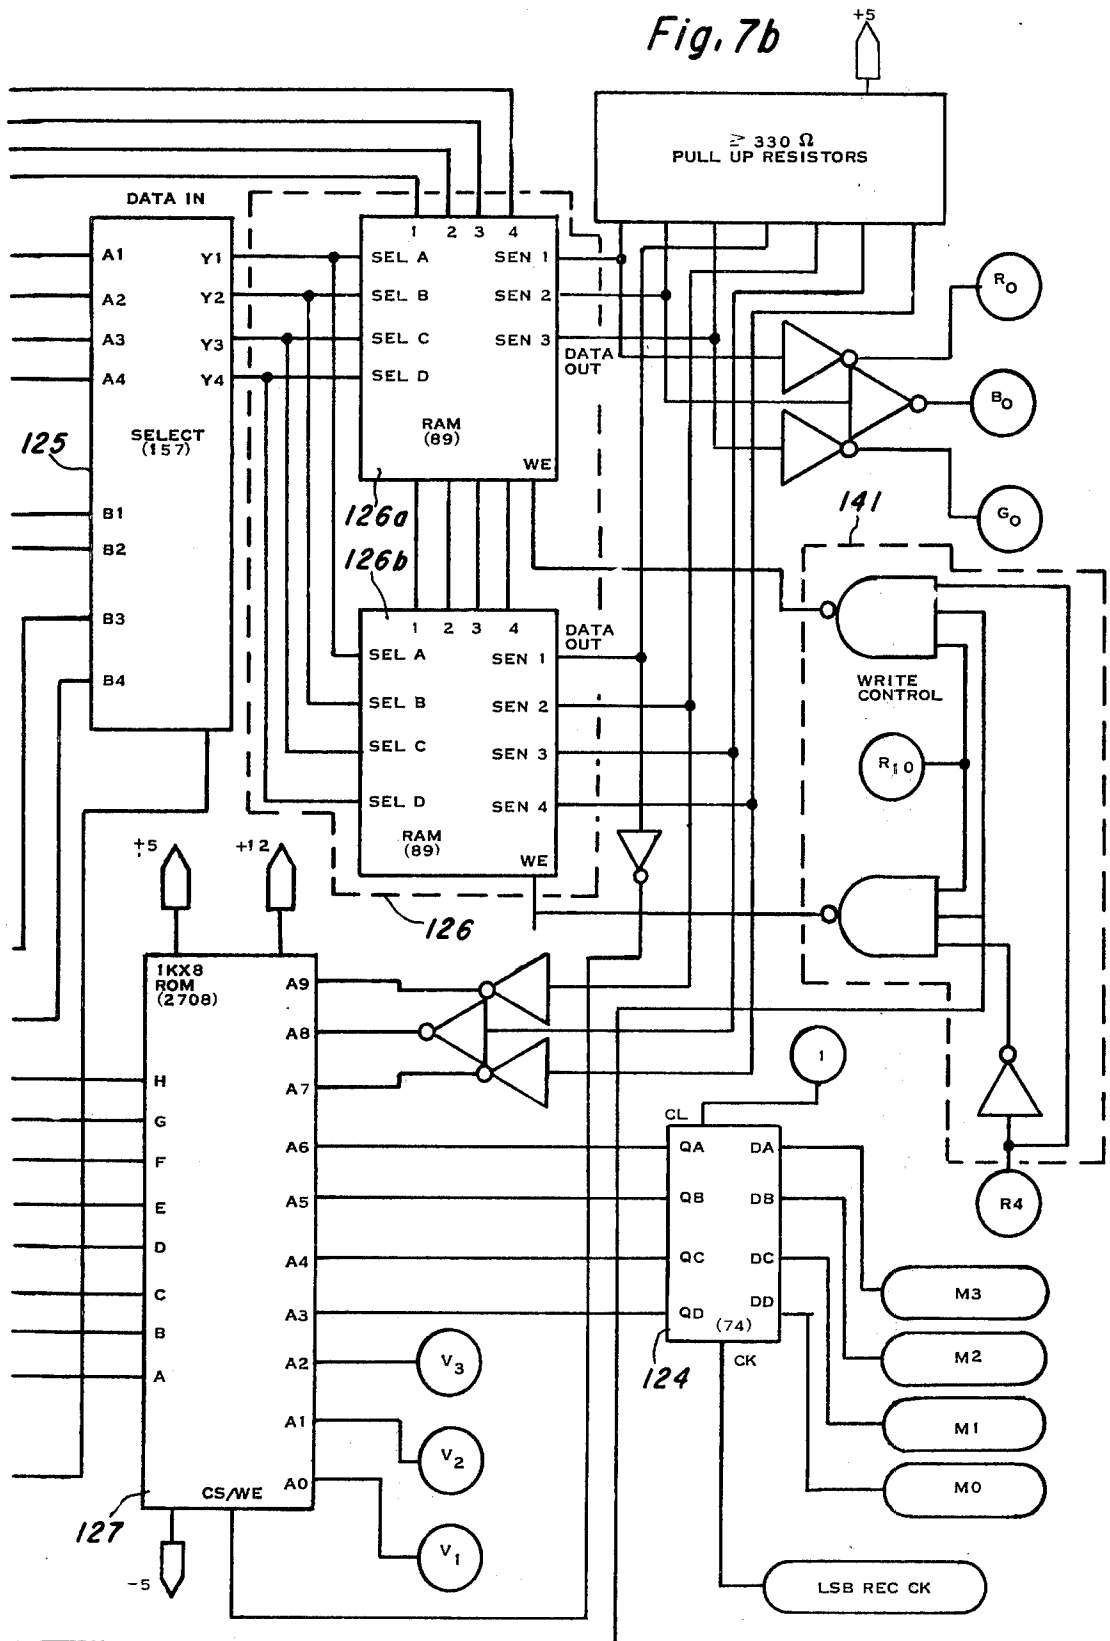 Fig. 7b
+5
≥ 330 Ω
PULL UP RESISTORS
DATA IN
1 2 3 4
A1 Y1 SEL A SEN 1
A2 Y2 SEL B SEN 2
A3 Y3 SEL C SEN 3
A4 Y4 SEL D
DATA
OUT
R0
B0
G0
SELECT
(157)
125
RAM
(89)
WE
126a
141
B1
B2
B3
B4
126b
1 2 3 4
DATA
OUT
SEL A SEN 1
SEL B SEN 2
SEL C SEN 3
SEL D SEN 4
RAM
(89)
WE
126
WRITE
CONTROL
R10
+5
+12
1KX8
ROM
(2708)
A9
A8
A7
A6
A5
A4
A3
A2
A1
A0
H
G
F
E
D
C
B
A
CS/WE
127
-5
V3
V2
V1
1
CL
QA DA
QB DB
QC DC
QD DD
(74)
124
CK
R4
M3
M2
M1
M0
LSB REC CK